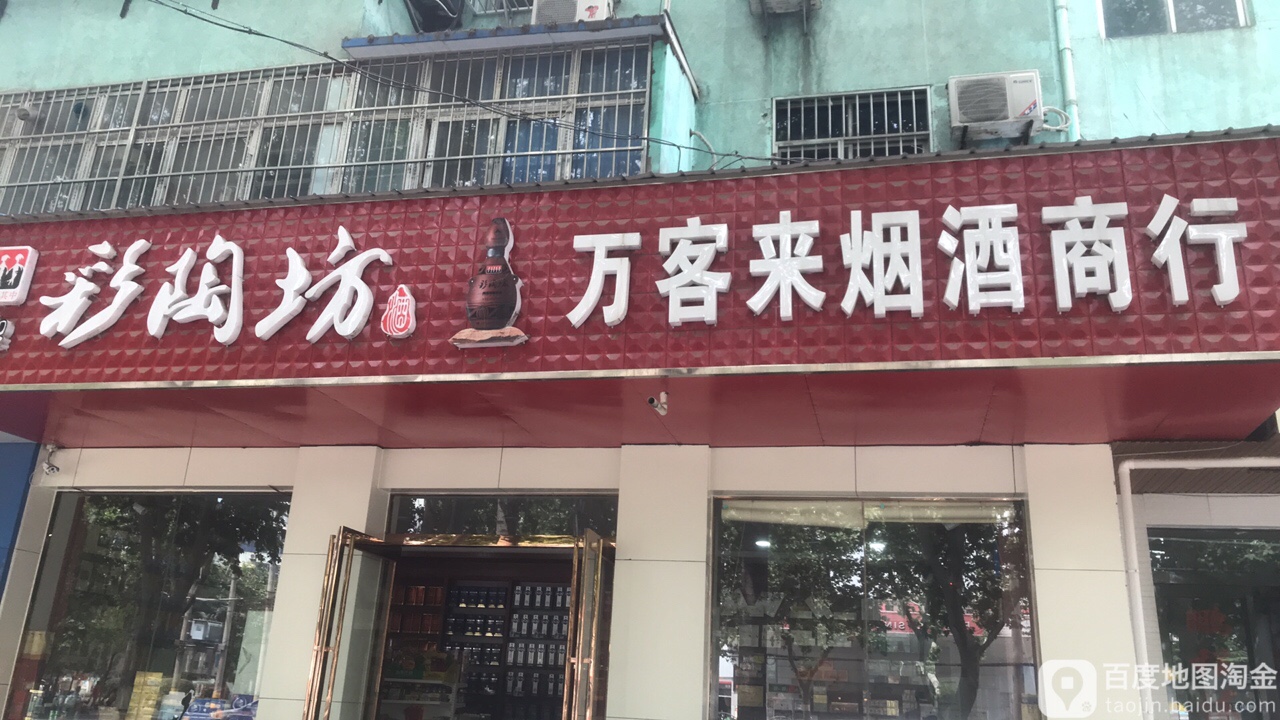 彩陶坊 酒 万客来烟酒商行
百度地图淘金
taojin.baidu.com